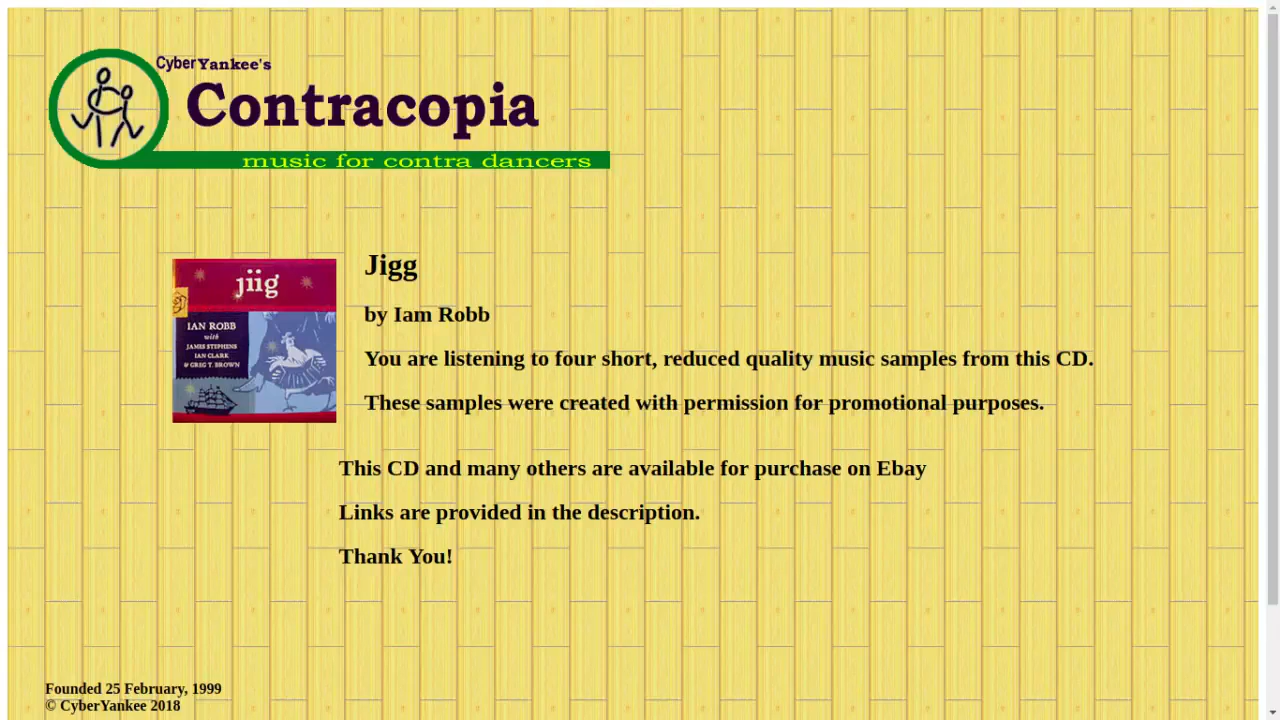 CyberYankee's
Contracopia
music for contra dancers
jiig
IAN ROBB
with
JAMES STEPHENS
IAN CLARK
& GREG T. BROWN
Jigg
by Iam Robb
You are listening to four short, reduced quality music samples from this CD.
These samples were created with permission for promotional purposes.
This CD and many others are available for purchase on Ebay
Links are provided in the description.
Thank You!
Founded 25 February, 1999
© CyberYankee 2018